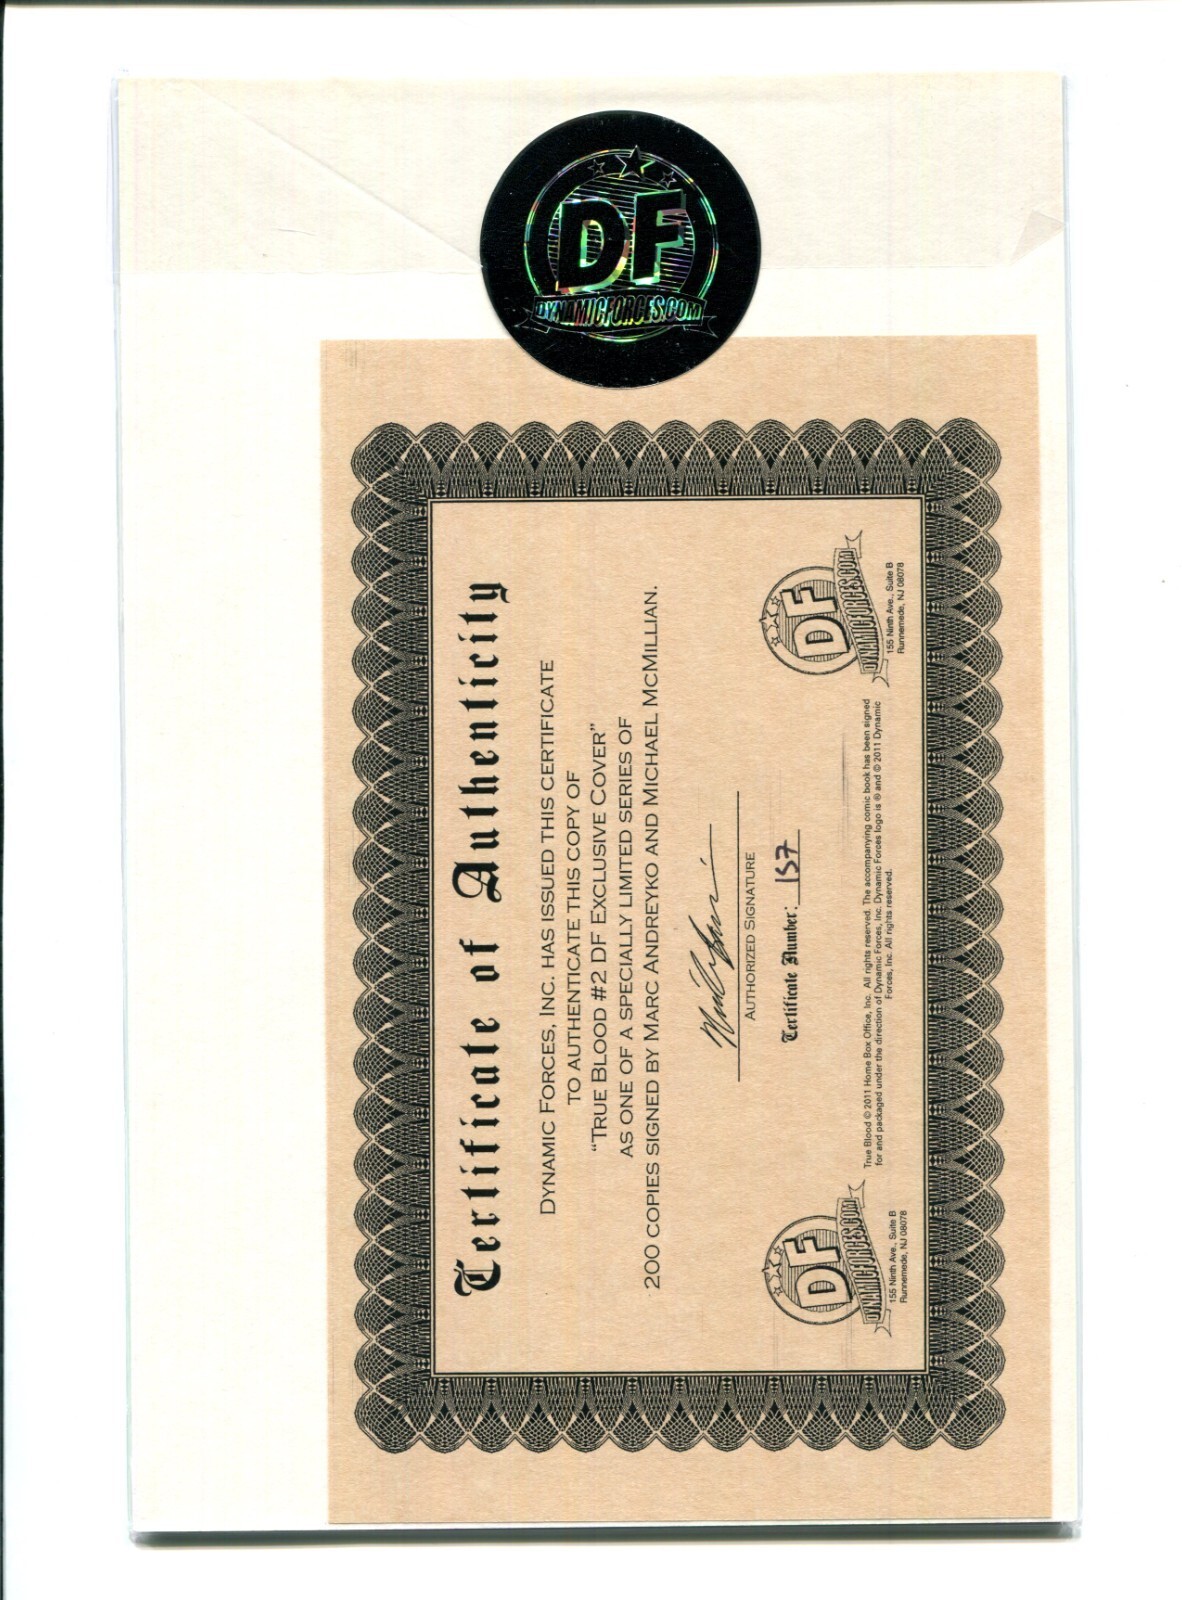 DF
DYNAMICFORCES.COM
Certificate of Authenticity
DYNAMIC FORCES, INC. HAS ISSUED THIS CERTIFICATE
TO AUTHENTICATE THIS COPY OF
"TRUE BLOOD #2 DF EXCLUSIVE COVER"
AS ONE OF A SPECIALLY LIMITED SERIES OF
200 COPIES SIGNED BY MARC ANDREYKO AND MICHAEL MCMILLIAN.
AUTHORIZED SIGNATURE
Certificate Number: 157
DF
DYNAMICFORCES.COM
155 Ninth Ave., Suite B
Runnemede, NJ 08078
True Blood © 2011 Home Box Office, Inc. All rights reserved. The accompanying comic book has been signed
for and packaged under the direction of Dynamic Forces, Inc. Dynamic Forces logo is ® and © 2011 Dynamic
Forces, Inc. All rights reserved.
DF
DYNAMICFORCES.COM
155 Ninth Ave., Suite B
Runnemede, NJ 08078